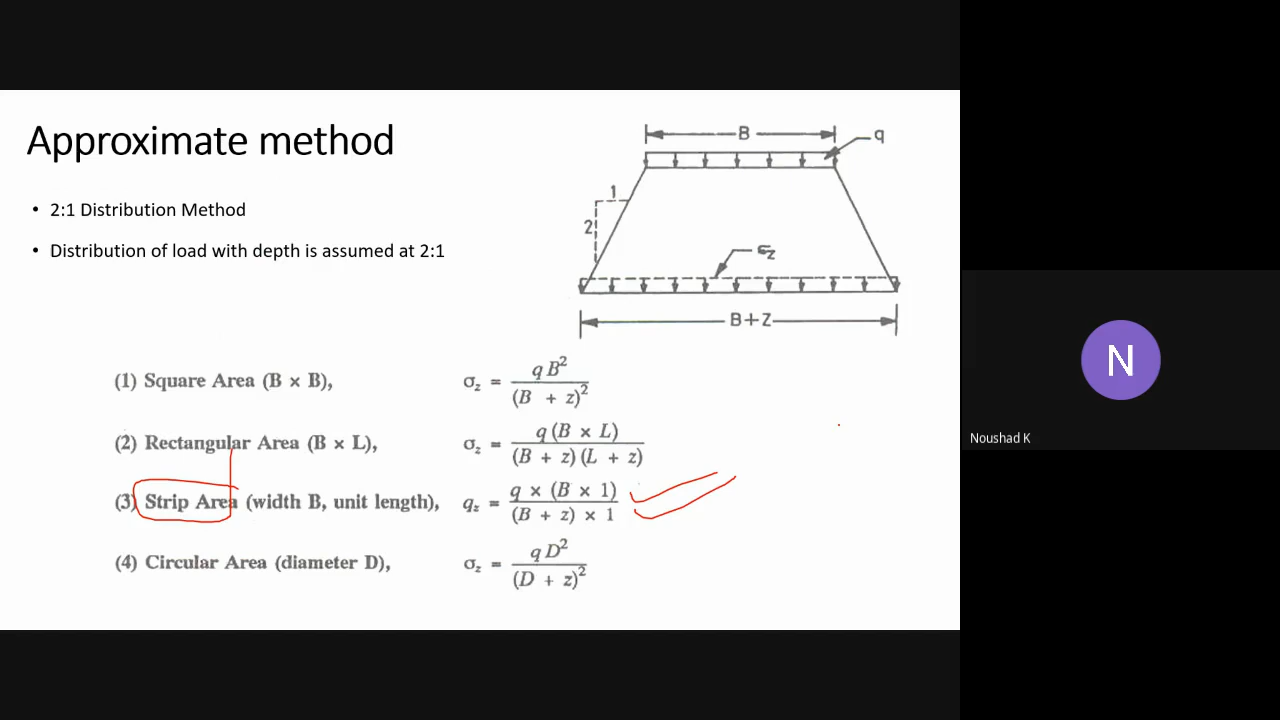 Approximate method
• 2:1 Distribution Method
• Distribution of load with depth is assumed at 2:1
B
q
1
2
σz
B+Z
(1) Square Area (B × B), σz = q B² / (B + z)²
(2) Rectangular Area (B × L), σz = q (B × L) / (B + z) (L + z)
(3) Strip Area (width B, unit length), qz = q × (B × 1) / (B + z) × 1
(4) Circular Area (diameter D), σz = q D² / (D + z)²
N
Noushad K